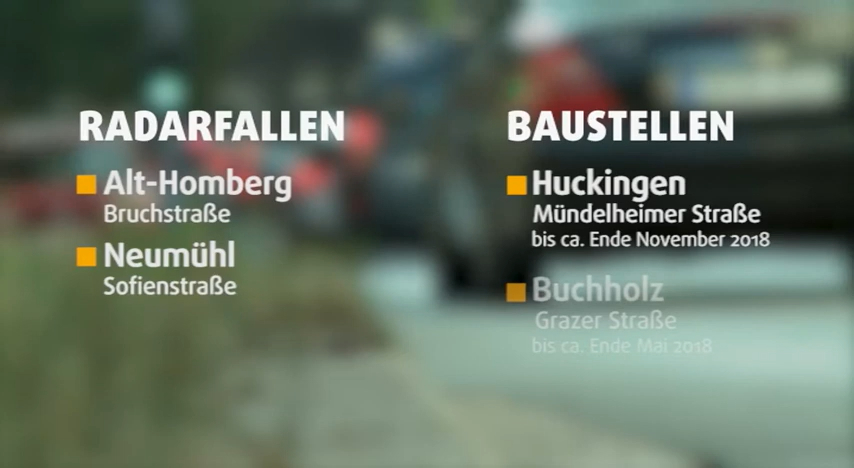 RADARFALLEN
Alt-Homberg
Bruchstraße
Neumühl
Sofienstraße
BAUSTELLEN
Huckingen
Mündelheimer Straße
bis ca. Ende November 2018
Buchholz
Grazer Straße
bis ca. Ende Mai 2018